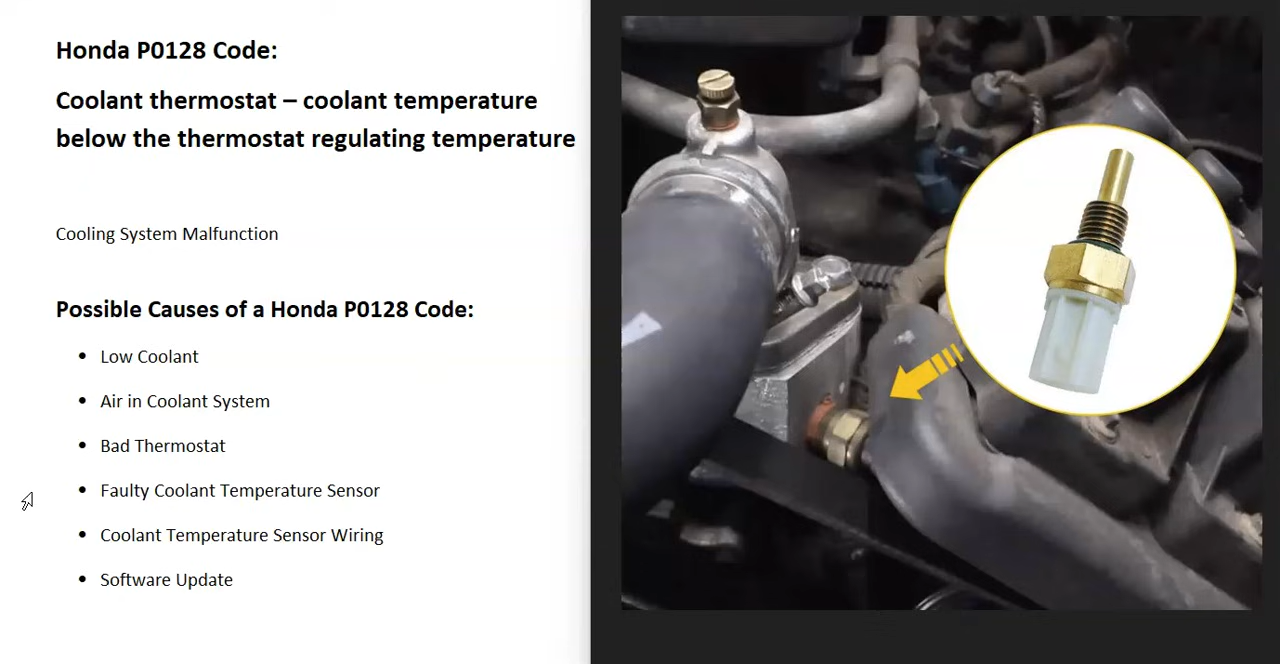 Honda P0128 Code:
Coolant thermostat – coolant temperature
below the thermostat regulating temperature
Cooling System Malfunction
Possible Causes of a Honda P0128 Code:
• Low Coolant
• Air in Coolant System
• Bad Thermostat
• Faulty Coolant Temperature Sensor
• Coolant Temperature Sensor Wiring
• Software Update